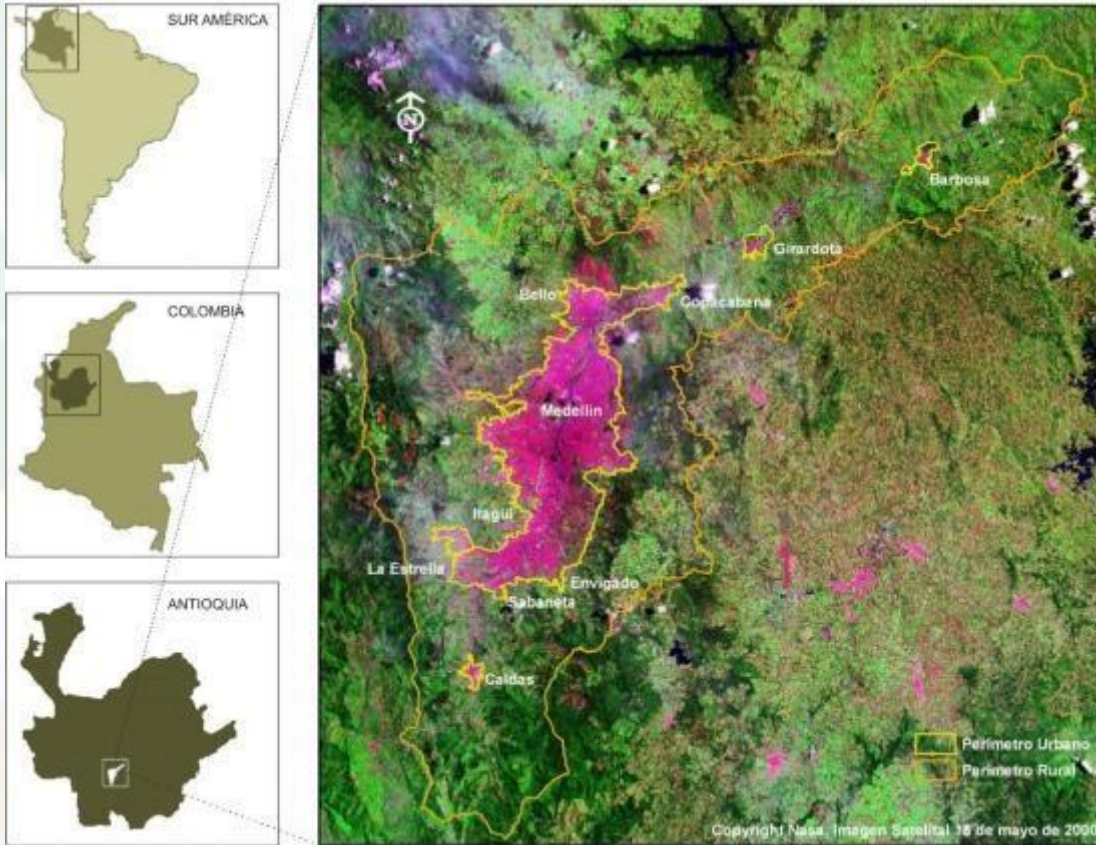 SUR AMÉRICA
COLOMBIA
ANTIOQUIA
N
Barbosa
Girardota
Bello
Copacabana
Medellín
Itagüí
La Estrella
Envigado
Sabaneta
Caldas
Perímetro Urbano
Perímetro Rural
Copyright Nasa, Imagen Satelital 18 de mayo de 2000